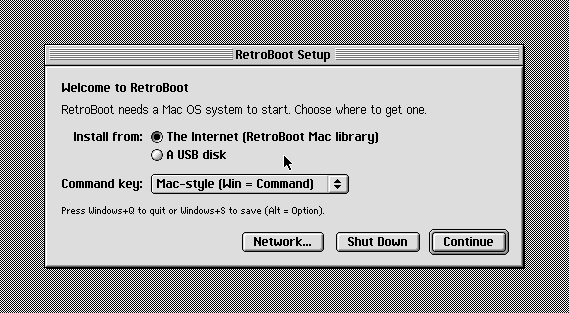 RetroBoot Setup
Welcome to RetroBoot
RetroBoot needs a Mac OS system to start. Choose where to get one.
Install from: The Internet (RetroBoot Mac library)
A USB disk
Command key: Mac-style (Win = Command)
Press Windows+Q to quit or Windows+S to save (Alt = Option).
Network... Shut Down Continue